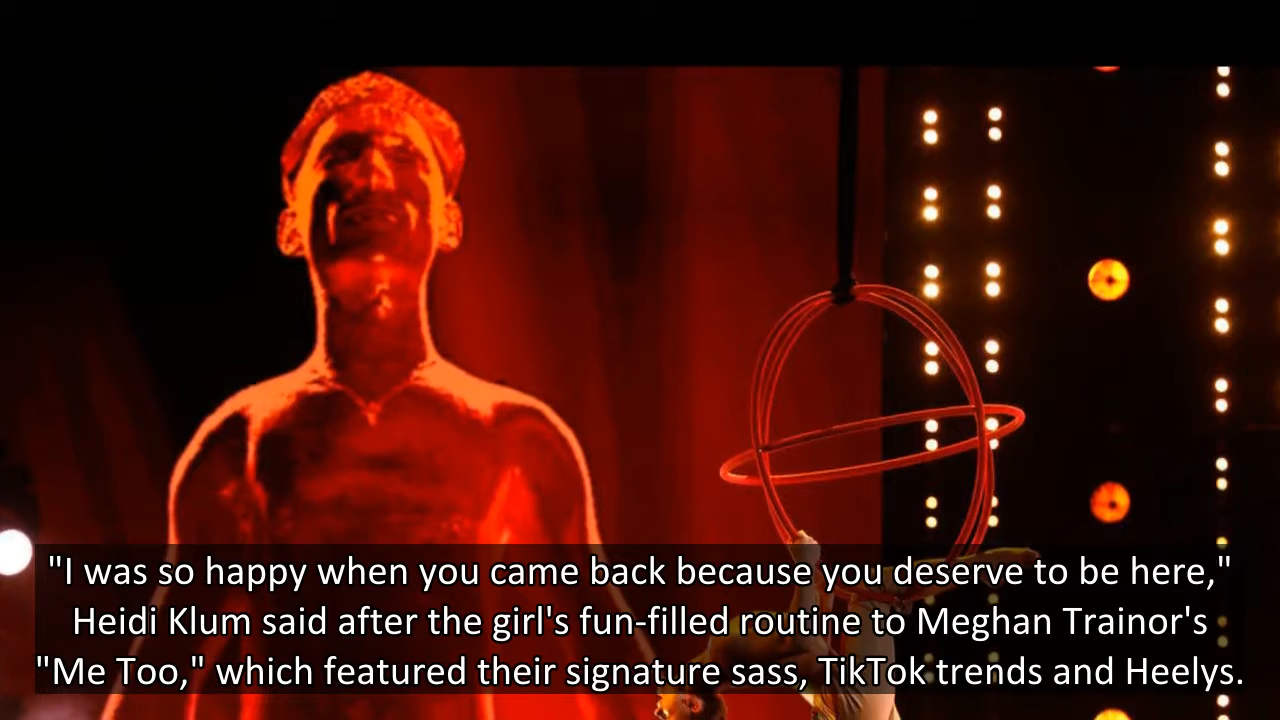 "I was so happy when you came back because you deserve to be here,"
Heidi Klum said after the girl's fun-filled routine to Meghan Trainor's
"Me Too," which featured their signature sass, TikTok trends and Heelys.